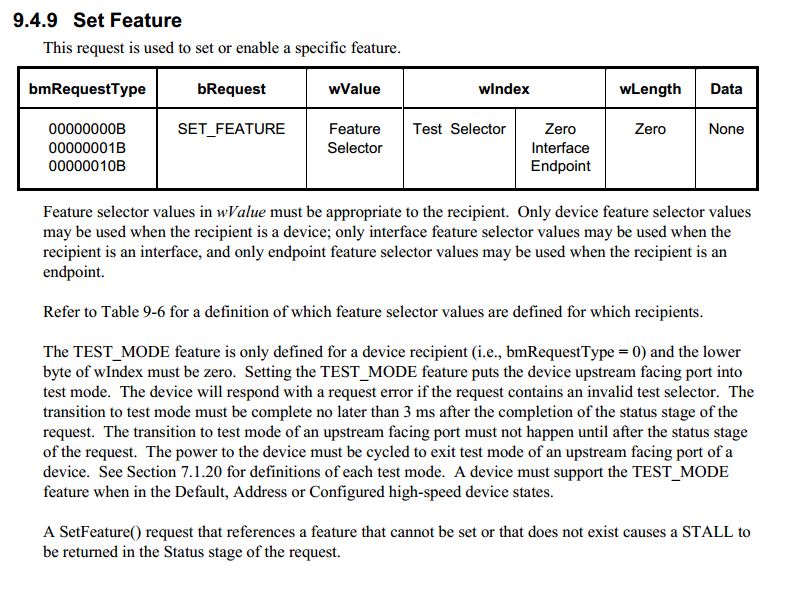 9.4.9 Set Feature
This request is used to set or enable a specific feature.
bmRequestType bRequest wValue wIndex wLength Data
00000000B SET_FEATURE Feature Test Selector Zero Zero None
00000001B Selector Interface
00000010B Endpoint
Feature selector values in wValue must be appropriate to the recipient. Only device feature selector values
may be used when the recipient is a device; only interface feature selector values may be used when the
recipient is an interface, and only endpoint feature selector values may be used when the recipient is an
endpoint.
Refer to Table 9-6 for a definition of which feature selector values are defined for which recipients.
The TEST_MODE feature is only defined for a device recipient (i.e., bmRequestType = 0) and the lower
byte of wIndex must be zero. Setting the TEST_MODE feature puts the device upstream facing port into
test mode. The device will respond with a request error if the request contains an invalid test selector. The
transition to test mode must be complete no later than 3 ms after the completion of the status stage of the
request. The transition to test mode of an upstream facing port must not happen until after the status stage
of the request. The power to the device must be cycled to exit test mode of an upstream facing port of a
device. See Section 7.1.20 for definitions of each test mode. A device must support the TEST_MODE
feature when in the Default, Address or Configured high-speed device states.
A SetFeature() request that references a feature that cannot be set or that does not exist causes a STALL to
be returned in the Status stage of the request.